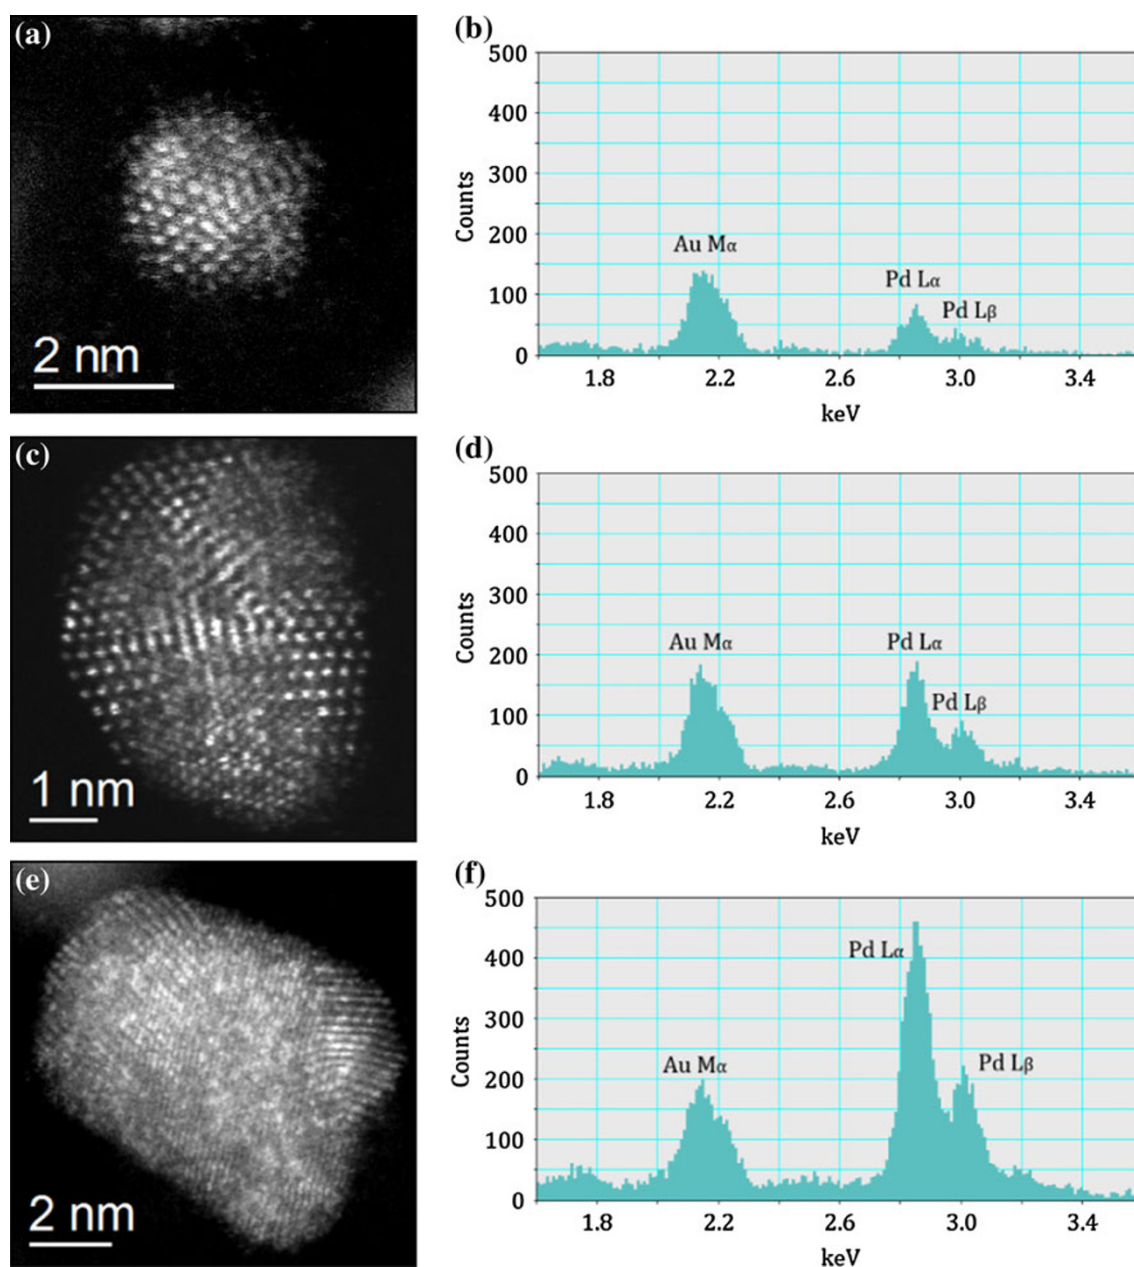 (a)
2 nm
(b)
500
400
300
200
100
0
Counts
Au Mα
Pd Lα
Pd Lβ
1.8
2.2
2.6
3.0
3.4
keV
(c)
1 nm
(d)
500
400
300
200
100
0
Counts
Au Mα
Pd Lα
Pd Lβ
1.8
2.2
2.6
3.0
3.4
keV
(e)
2 nm
(f)
500
400
300
200
100
0
Counts
Au Mα
Pd Lα
Pd Lβ
1.8
2.2
2.6
3.0
3.4
keV